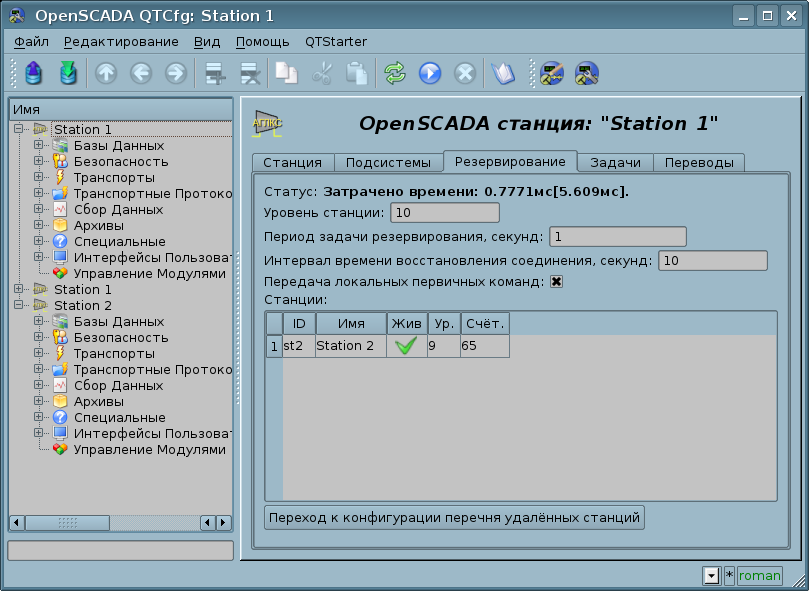 OpenSCADA QTCfg: Station 1
Файл Редактирование Вид Помощь QTStarter
Имя
Station 1
Базы Данных
Безопасность
Транспорты
Транспортные Протоко
Сбор Данных
Архивы
Специальные
Интерфейсы Пользоват
Управление Модулями
Station 1
Station 2
Базы Данных
Безопасность
Транспорты
Транспортные Протоко
Сбор Данных
Архивы
Специальные
Интерфейсы Пользоват
Управление Модулями
OpenSCADA станция: "Station 1"
Станция Подсистемы Резервирование Задачи Переводы
Статус: Затрачено времени: 0.7771мс[5.609мс].
Уровень станции: 10
Период задачи резервирования, секунд: 1
Интервал времени восстановления соединения, секунд: 10
Передача локальных первичных команд:
Станции:
ID Имя Жив Ур. Счёт.
1 st2 Station 2 9 65
Переход к конфигурации перечня удалённых станций
* roman